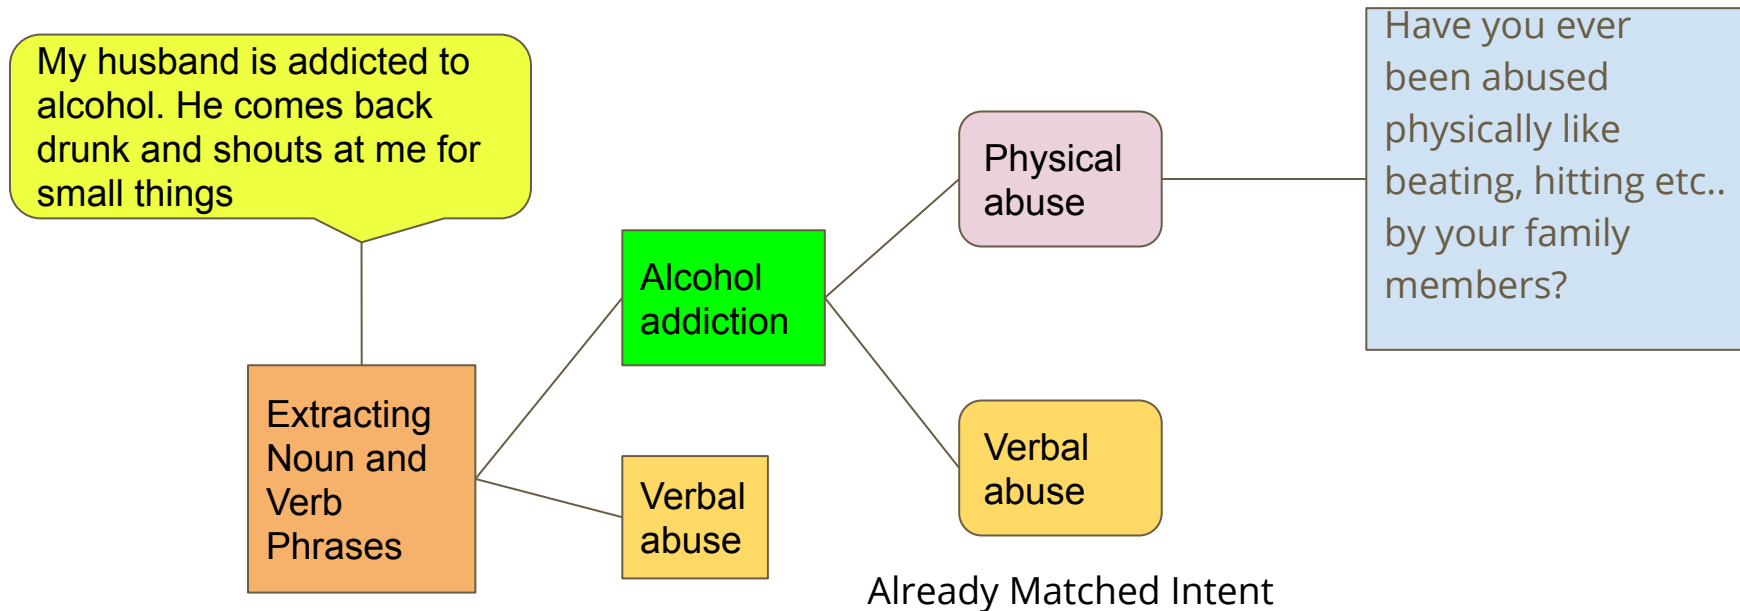 My husband is addicted to
alcohol. He comes back
drunk and shouts at me for
small things
Extracting
Noun and
Verb
Phrases
Alcohol
addiction
Verbal
abuse
Physical
abuse
Verbal
abuse
Already Matched Intent
Have you ever
been abused
physically like
beating, hitting etc..
by your family
members?